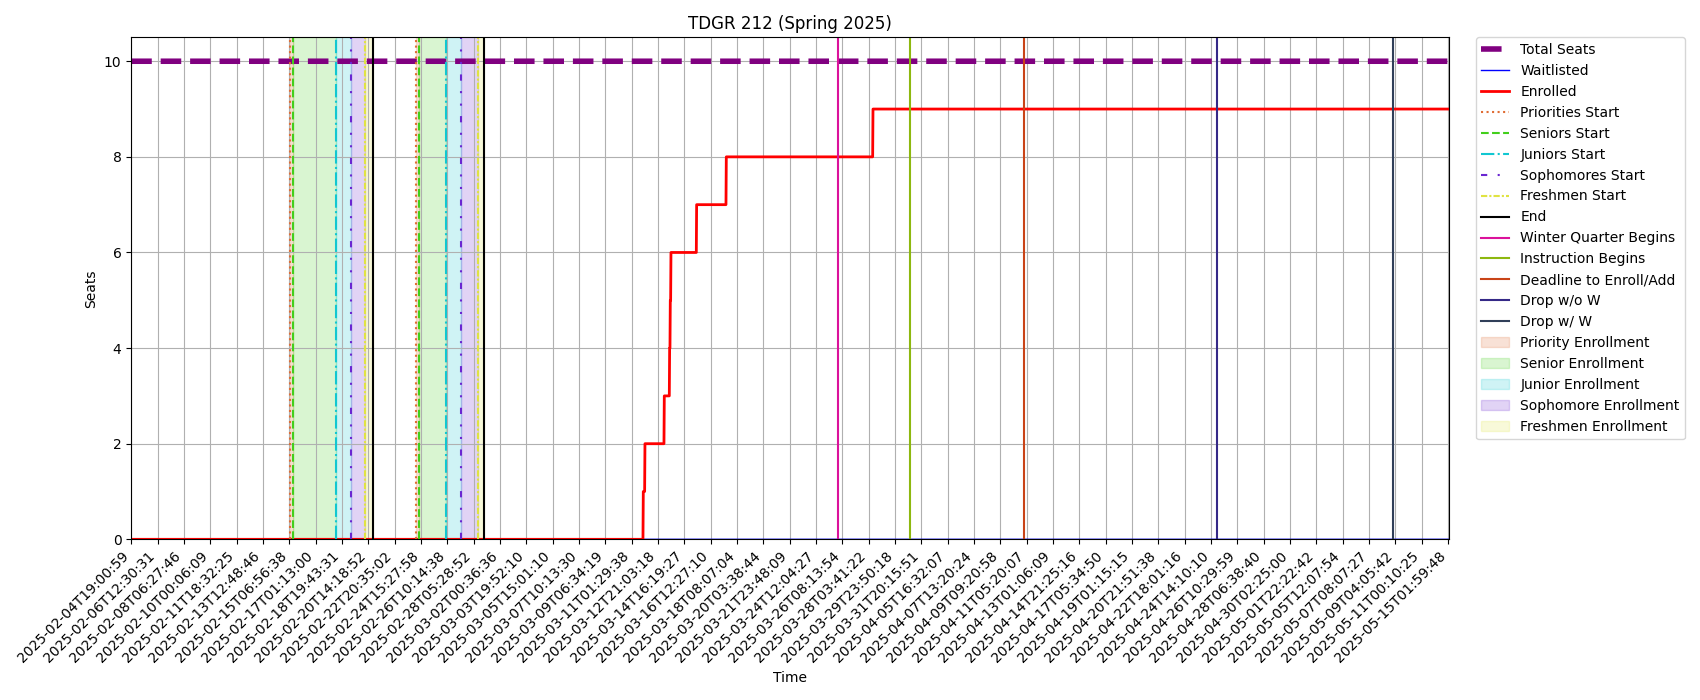 TDGR 212 (Spring 2025)
10
8
6
4
2
0
Seats
2025-02-04T19:00:59
2025-02-06T12:30:31
2025-02-08T06:27:46
2025-02-10T00:06:09
2025-02-11T18:32:25
2025-02-13T12:48:46
2025-02-15T06:56:38
2025-02-17T01:13:00
2025-02-18T19:43:31
2025-02-20T14:18:52
2025-02-22T20:35:02
2025-02-24T15:27:58
2025-02-26T10:14:38
2025-02-28T05:28:52
2025-03-02T00:36:36
2025-03-03T19:52:10
2025-03-05T15:01:10
2025-03-07T10:13:30
2025-03-09T06:34:19
2025-03-11T01:29:38
2025-03-12T21:03:18
2025-03-14T16:19:27
2025-03-16T12:27:10
2025-03-18T08:07:04
2025-03-20T03:38:44
2025-03-21T23:48:09
2025-03-24T12:04:27
2025-03-26T08:13:54
2025-03-28T03:41:22
2025-03-29T23:50:18
2025-03-31T20:15:51
2025-04-05T16:32:07
2025-04-07T13:20:24
2025-04-09T09:20:58
2025-04-11T05:20:07
2025-04-13T01:06:09
2025-04-14T21:25:16
2025-04-17T05:34:50
2025-04-19T01:15:15
2025-04-20T21:51:38
2025-04-22T18:01:16
2025-04-24T14:10:10
2025-04-26T10:29:59
2025-04-28T06:38:40
2025-04-30T02:25:00
2025-05-01T22:22:42
2025-05-05T12:07:54
2025-05-07T08:07:27
2025-05-09T04:05:42
2025-05-11T00:10:25
2025-05-15T01:59:48
Time
Total Seats
Waitlisted
Enrolled
Priorities Start
Seniors Start
Juniors Start
Sophomores Start
Freshmen Start
End
Winter Quarter Begins
Instruction Begins
Deadline to Enroll/Add
Drop w/o W
Drop w/ W
Priority Enrollment
Senior Enrollment
Junior Enrollment
Sophomore Enrollment
Freshmen Enrollment